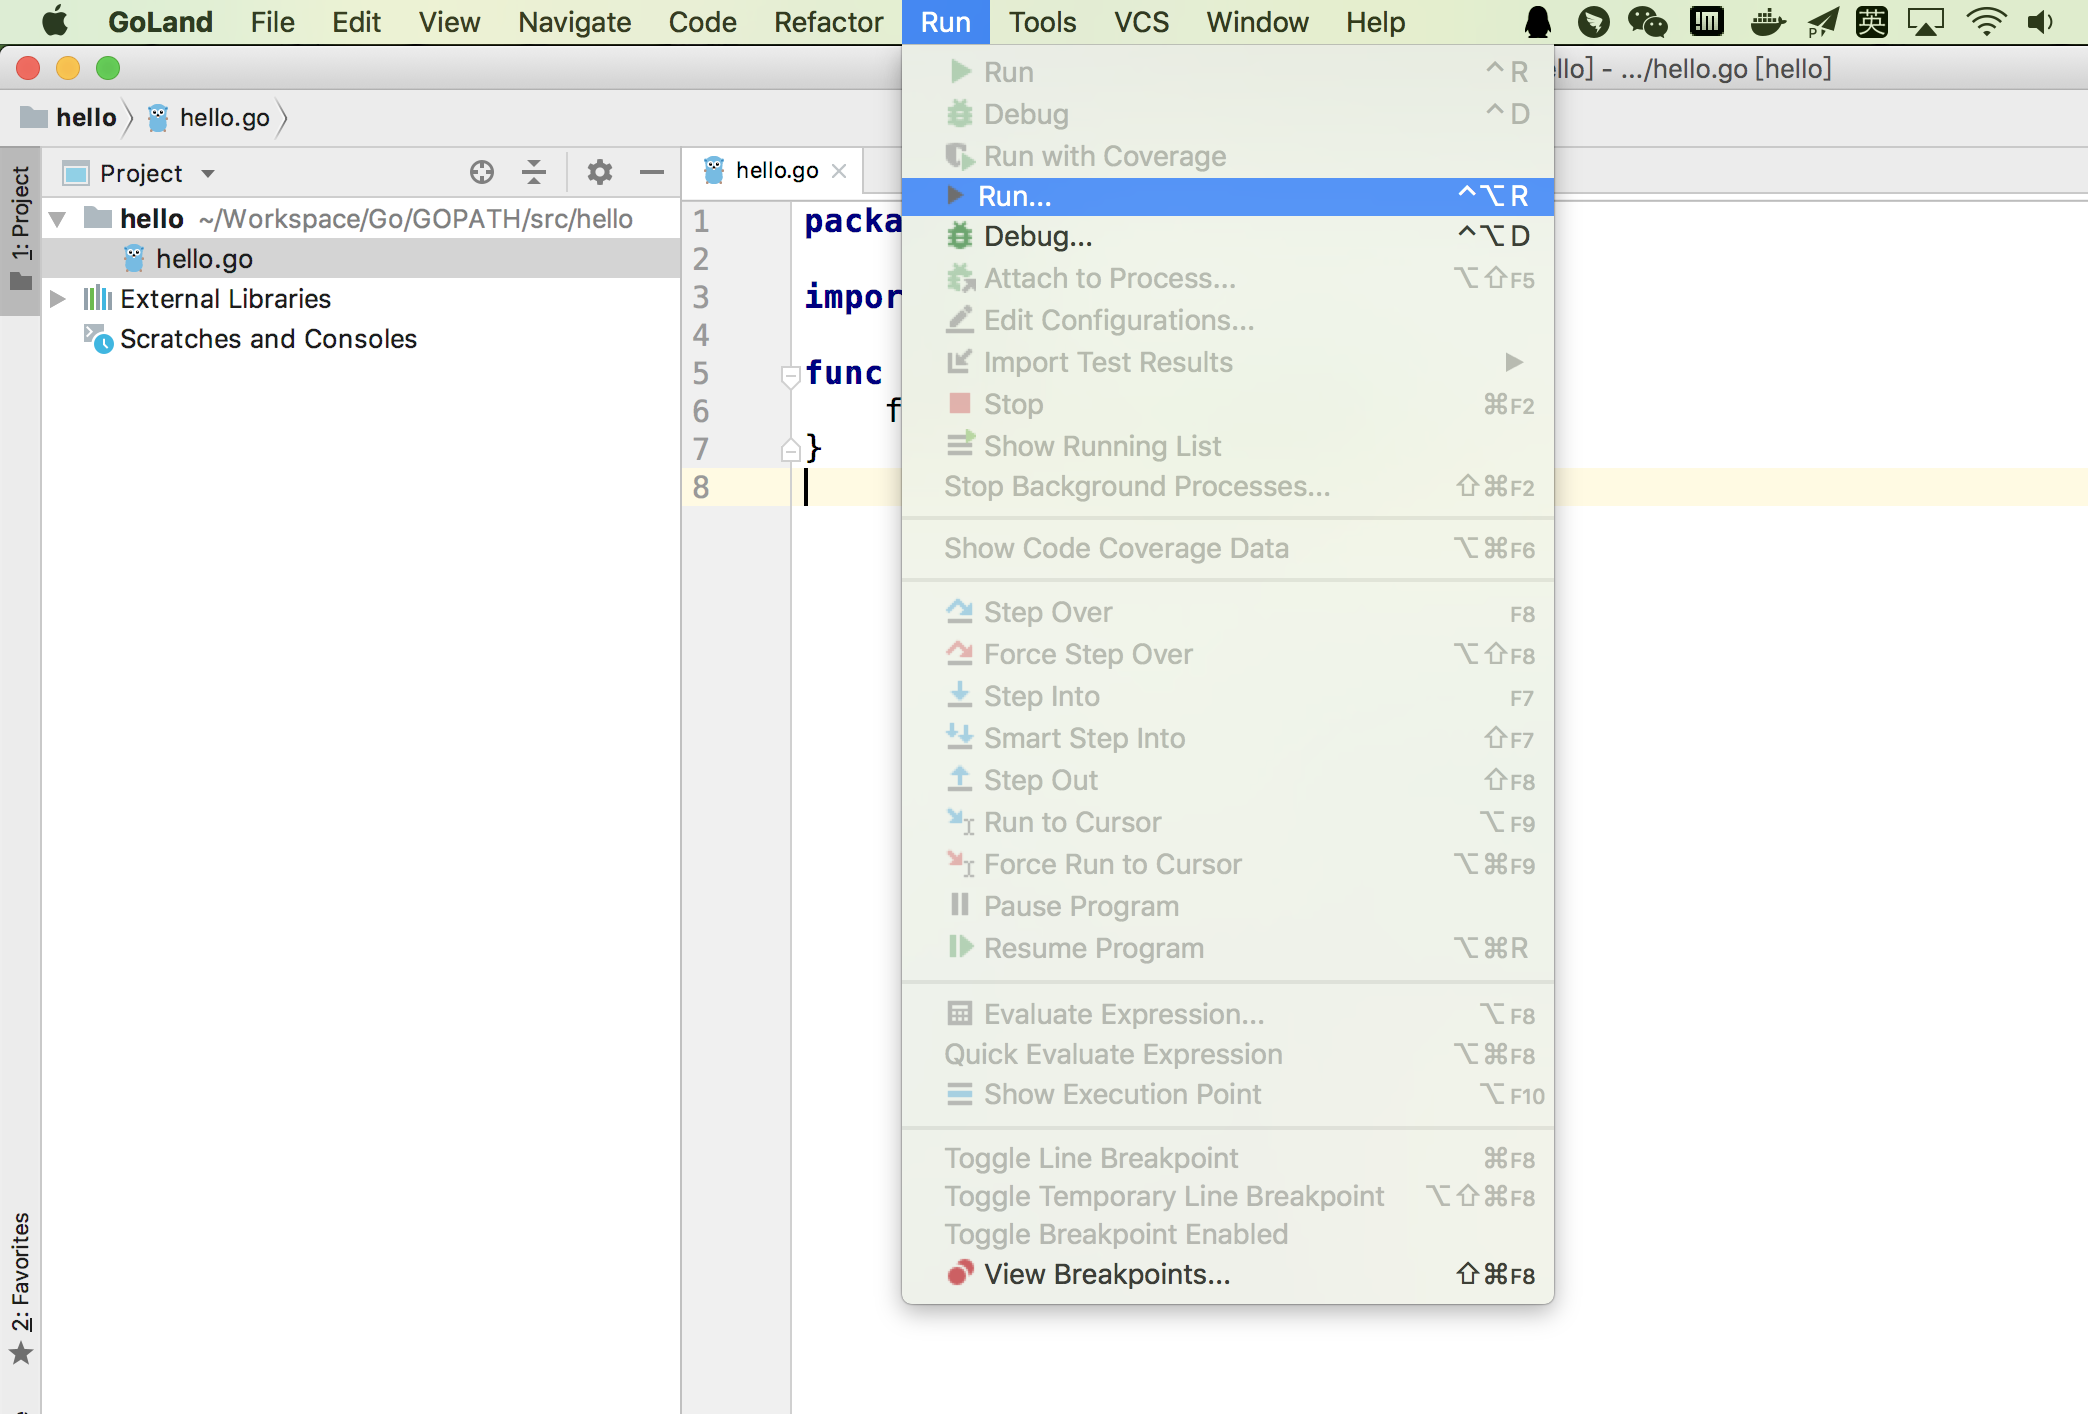 GoLand File Edit View Navigate Code Refactor Run Tools VCS Window Help P 英
llo] - .../hello.go [hello]
hello hello.go
1: Project
Project
hello ~/Workspace/Go/GOPATH/src/hello
hello.go
External Libraries
Scratches and Consoles
2: Favorites
hello.go
1 packa
2
3 impor
4
5 func
6 f
7 }
8
Run ⌃R
Debug ⌃D
Run with Coverage
Run... ⌃⌥R
Debug... ⌃⌥D
Attach to Process... ⌥⇧F5
Edit Configurations...
Import Test Results
Stop ⌘F2
Show Running List
Stop Background Processes... ⇧⌘F2
Show Code Coverage Data ⌥⌘F6
Step Over F8
Force Step Over ⌥⇧F8
Step Into F7
Smart Step Into ⇧F7
Step Out ⇧F8
Run to Cursor ⌥F9
Force Run to Cursor ⌥⌘F9
Pause Program
Resume Program ⌥⌘R
Evaluate Expression... ⌥F8
Quick Evaluate Expression ⌥⌘F8
Show Execution Point ⌥F10
Toggle Line Breakpoint ⌘F8
Toggle Temporary Line Breakpoint ⌥⇧⌘F8
Toggle Breakpoint Enabled
View Breakpoints... ⇧⌘F8